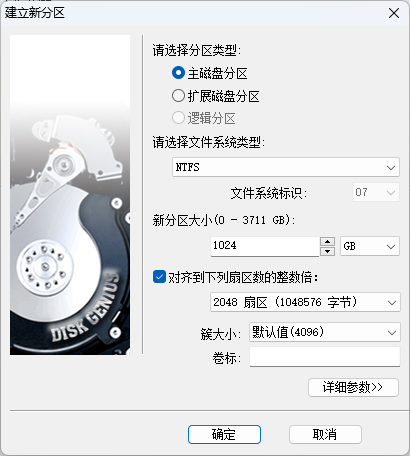 建立新分区
请选择分区类型:
主磁盘分区
扩展磁盘分区
逻辑分区
请选择文件系统类型:
NTFS
文件系统标识: 07
新分区大小(0 - 3711 GB):
1024 GB
对齐到下列扇区数的整数倍:
2048 扇区 (1048576 字节)
簇大小: 默认值(4096)
卷标:
DISK GENIUS
详细参数>>
确定 取消